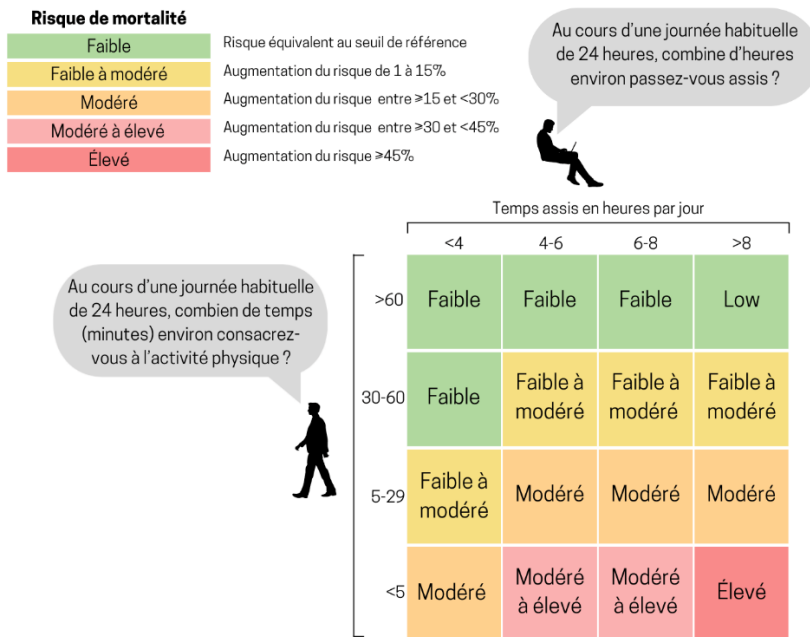 Risque de mortalité
Faible
Risque équivalent au seuil de référence
Faible à modéré
Augmentation du risque de 1 à 15%
Modéré
Augmentation du risque entre ≥15 et <30%
Modéré à élevé
Augmentation du risque entre ≥30 et <45%
Élevé
Augmentation du risque ≥45%
Au cours d'une journée habituelle
de 24 heures, combine d'heures
environ passez-vous assis ?
Temps assis en heures par jour
<4 4-6 6-8 >8
Au cours d'une journée habituelle
de 24 heures, combien de temps
(minutes) environ consacrez-
vous à l'activité physique ?
>60 Faible Faible Faible Low
30-60 Faible Faible à modéré Faible à modéré Faible à modéré
5-29 Faible à modéré Modéré Modéré Modéré
<5 Modéré Modéré à élevé Modéré à élevé Élevé